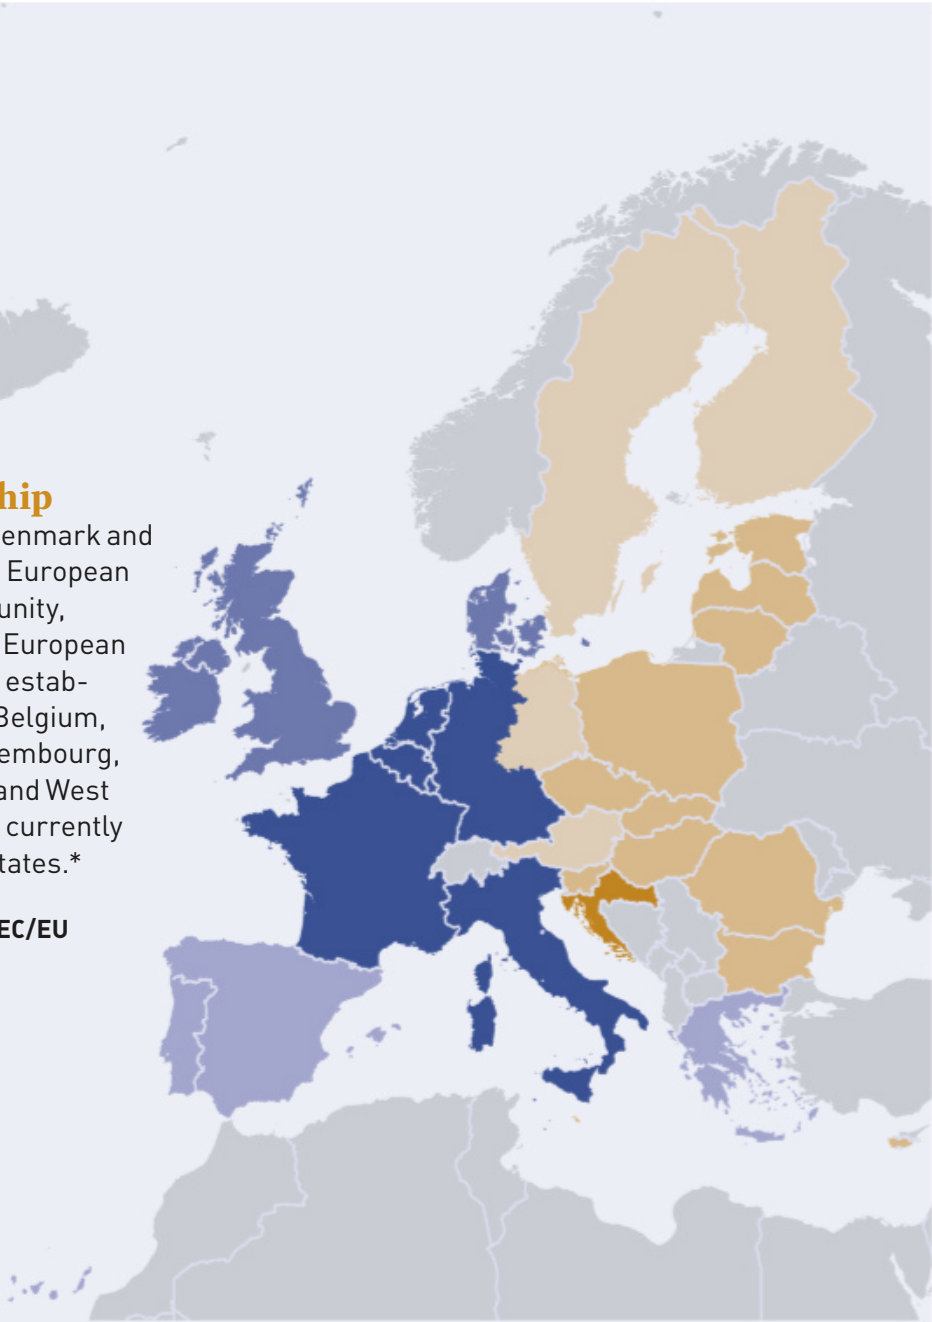 hip
enmark and
European
unity,
European
estab-
Belgium,
embourg,
and West
currently
tates.*
EC/EU